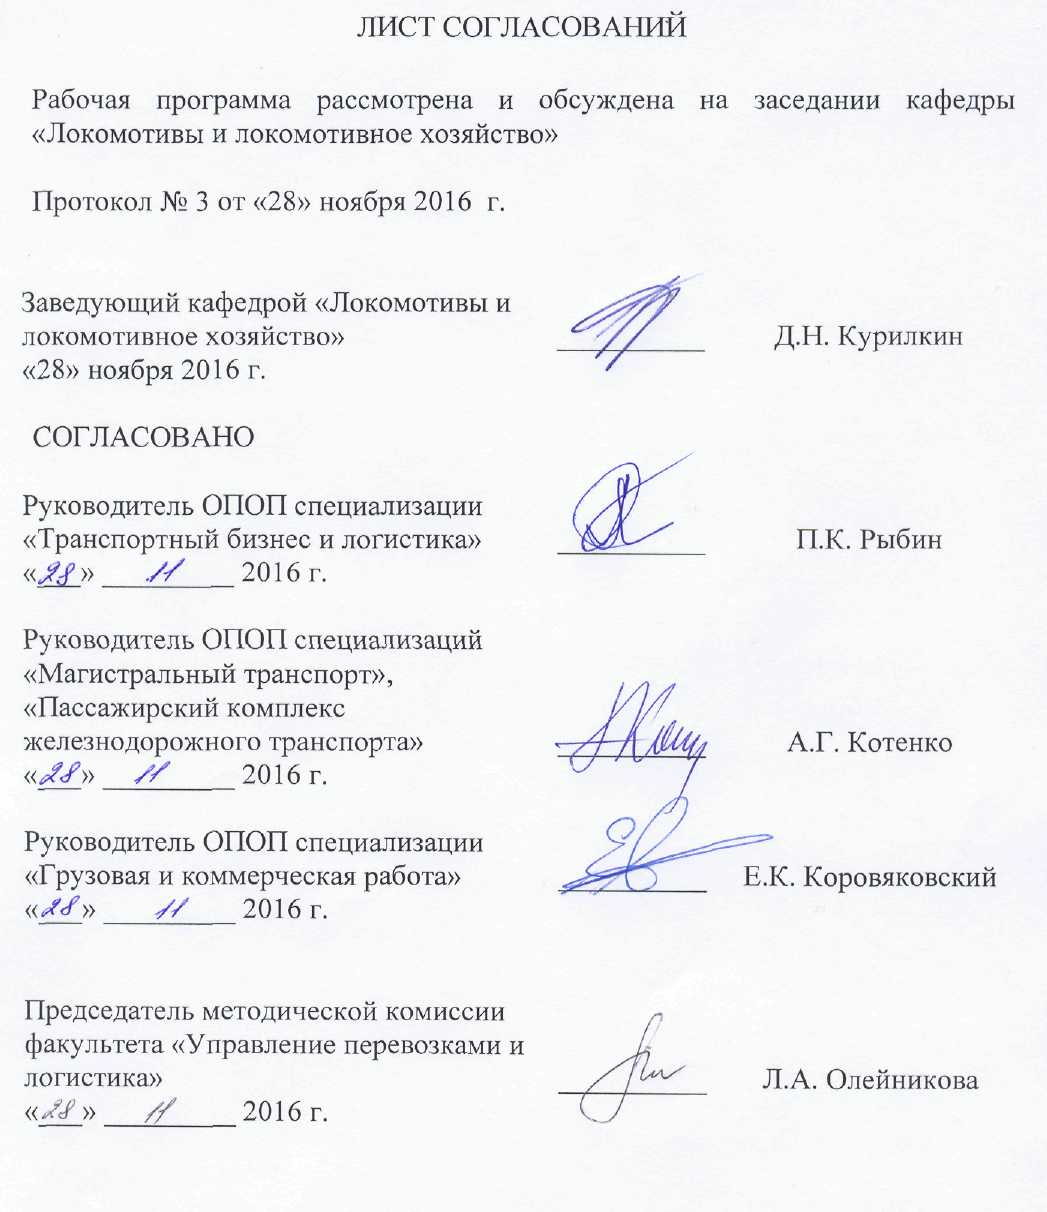 ЛИСТ СОГЛАСОВАНИЙ
Рабочая программа рассмотрена и обсуждена на заседании кафедры
«Локомотивы и локомотивное хозяйство»
Протокол № 3 от «28» ноября 2016 г.
Заведующий кафедрой «Локомотивы и
локомотивное хозяйство» Д.Н. Курилкин
«28» ноября 2016 г.
СОГЛАСОВАНО
Руководитель ОПОП специализации
«Транспортный бизнес и логистика» П.К. Рыбин
«28» 11 2016 г.
Руководитель ОПОП специализаций
«Магистральный транспорт»,
«Пассажирский комплекс
железнодорожного транспорта» А.Г. Котенко
«28» 11 2016 г.
Руководитель ОПОП специализации
«Грузовая и коммерческая работа» Е.К. Коровяковский
«28» 11 2016 г.
Председатель методической комиссии
факультета «Управление перевозками и
логистика» Л.А. Олейникова
«28» 11 2016 г.